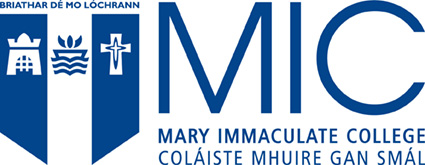 BRIATHAR DÉ MO LÓCHRANN
MIC
MARY IMMACULATE COLLEGE
COLÁISTE MHUIRE GAN SMÁL